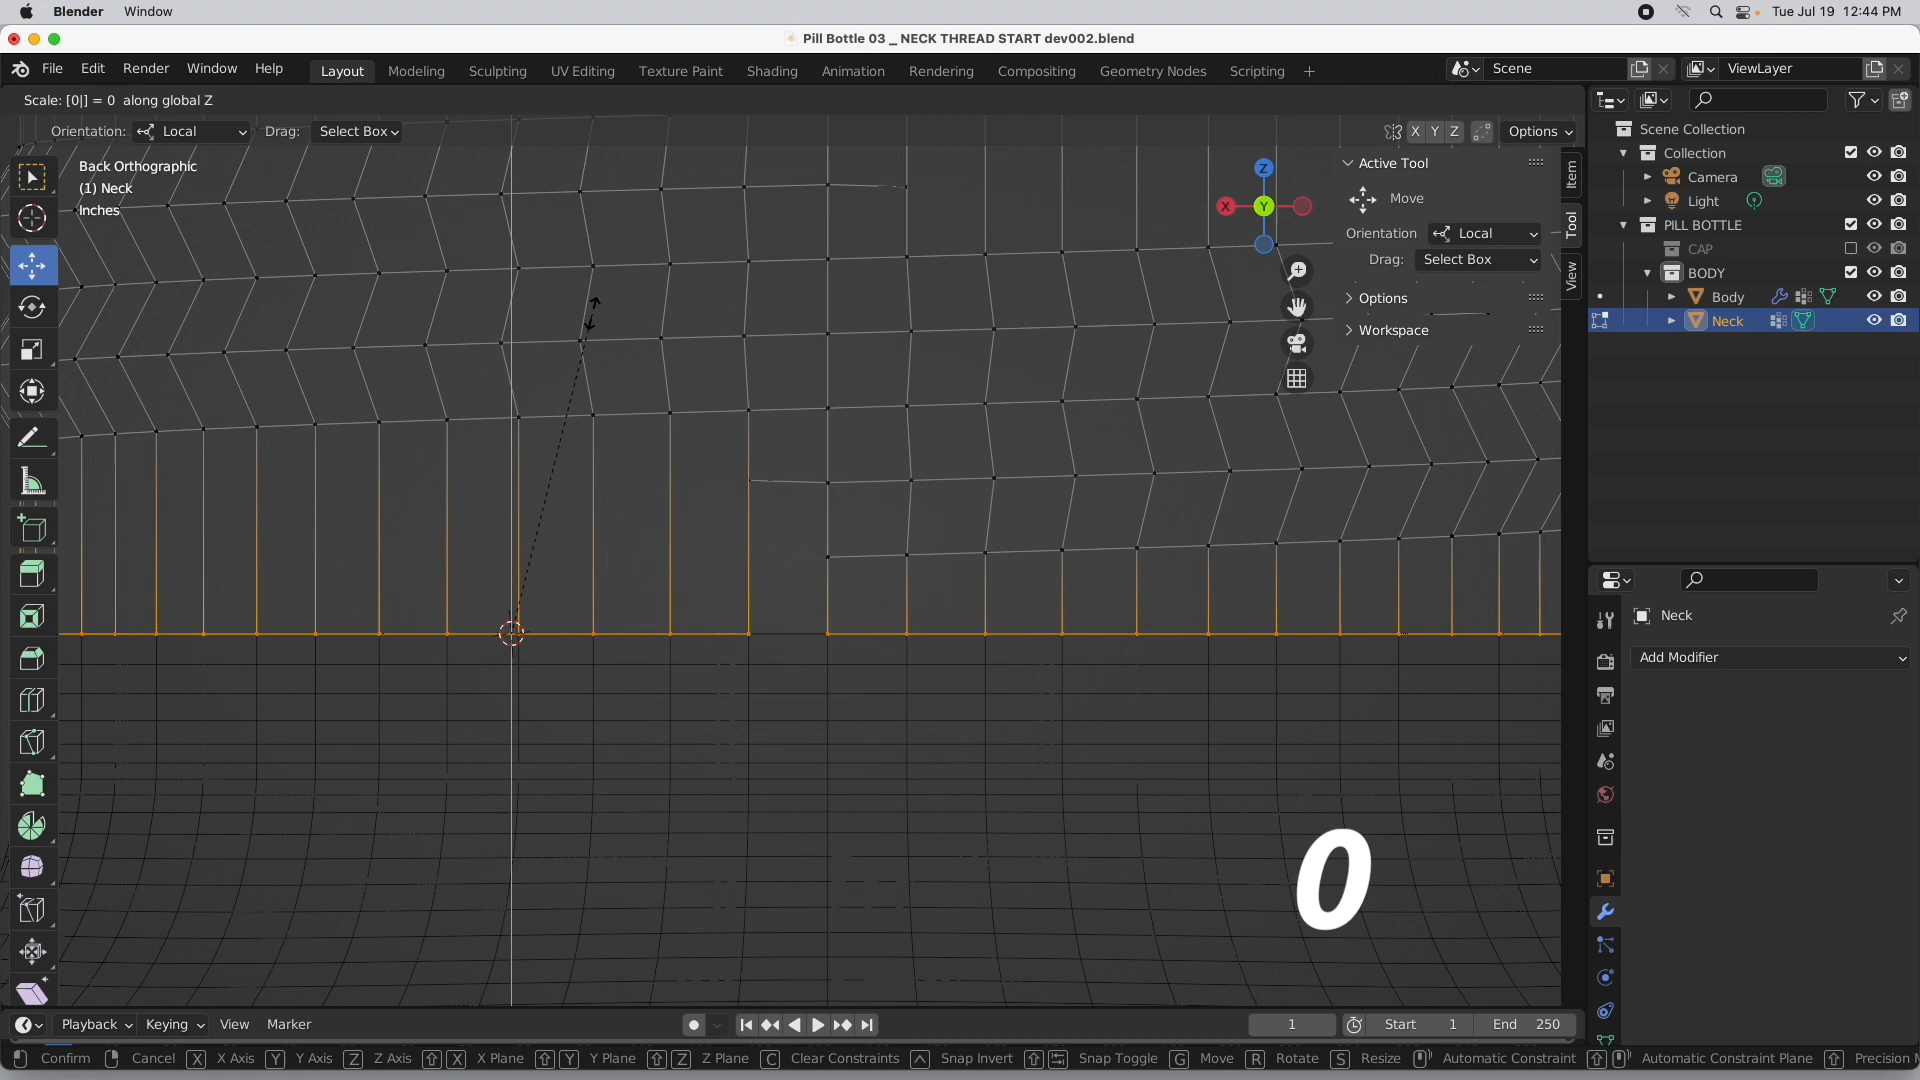 Blender Window
Tue Jul 19 12:44 PM
Pill Bottle 03 _ NECK THREAD START dev002.blend
File Edit Render Window Help
Layout Modeling Sculpting UV Editing Texture Paint Shading Animation Rendering Compositing Geometry Nodes Scripting +
Scene
ViewLayer
Scale: [0|] = 0 along global Z
Orientation: Local Drag: Select Box
X Y Z Options
Back Orthographic
(1) Neck
Inches
Z
X Y
Active Tool
Move
Orientation Local
Drag: Select Box
Options
Workspace
Item
Tool
View
Scene Collection
Collection
Camera
Light
PILL BOTTLE
CAP
BODY
Body
Neck
Neck
Add Modifier
0
Playback Keying View Marker
1
Start 1
End 250
Confirm Cancel X X Axis Y Y Axis Z Z Axis X X Plane Y Y Plane Z Z Plane C Clear Constraints Snap Invert Snap Toggle G Move R Rotate S Resize Automatic Constraint Automatic Constraint Plane Precision M